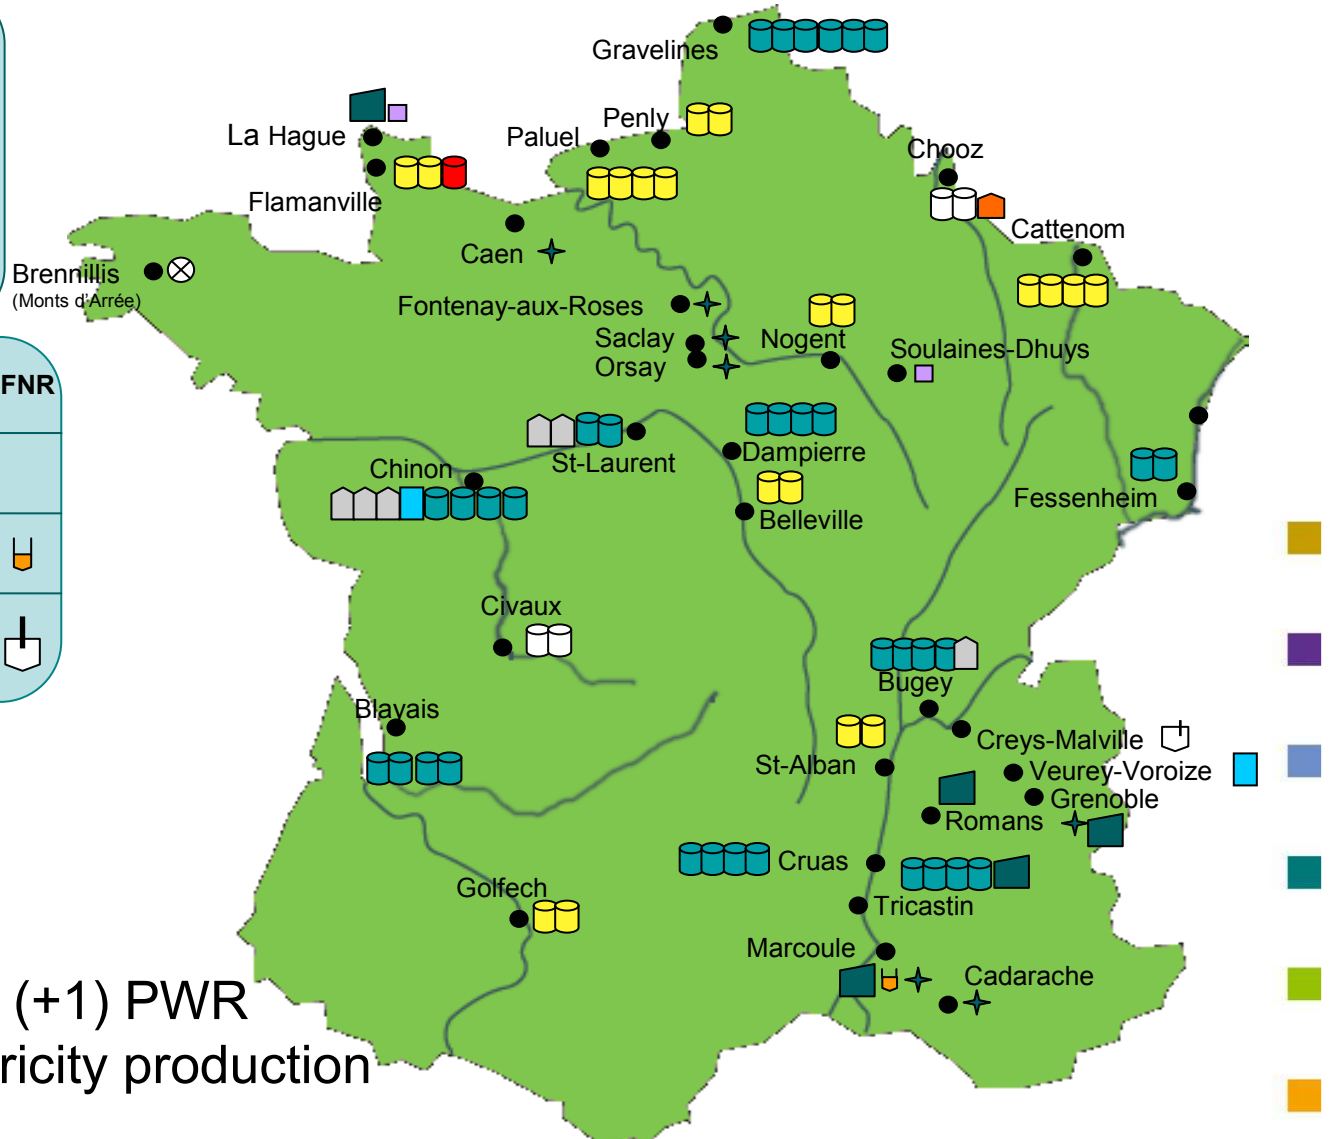 Gravelines
Penly
Paluel
La Hague
Chooz
Flamanville
Cattenom
Caen
Brennillis
(Monts d'Arrée)
Fontenay-aux-Roses
Saclay
Nogent
Orsay
Soulaines-Dhuys
FNR
Dampierre
St-Laurent
Chinon
Fessenheim
Belleville
Civaux
Bugey
Blayais
Creys-Malville
St-Alban
Veurey-Voroize
Grenoble
Romans
Cruas
Golfech
Tricastin
Marcoule
Cadarache
(+1) PWR
ricity production